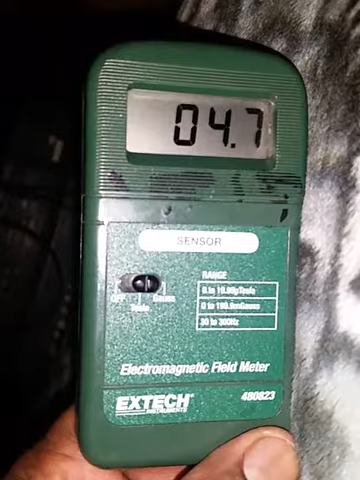 04.7
SENSOR
RANGE
0 to 19.99µTesla
0 to 199.9mGauss
30 to 300Hz
OFF
Tesla
Gauss
Electromagnetic Field Meter
EXTECH
INSTRUMENTS
480823